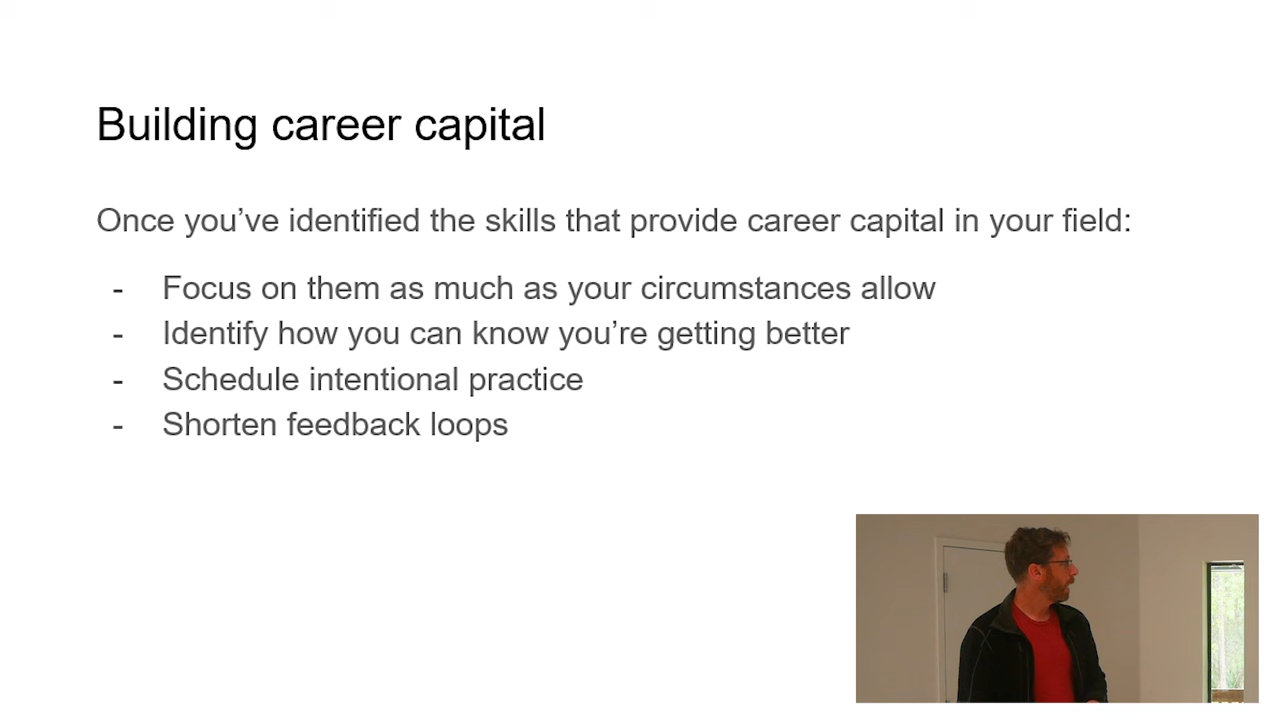 Building career capital
Once you’ve identified the skills that provide career capital in your field:
- Focus on them as much as your circumstances allow
- Identify how you can know you’re getting better
- Schedule intentional practice
- Shorten feedback loops